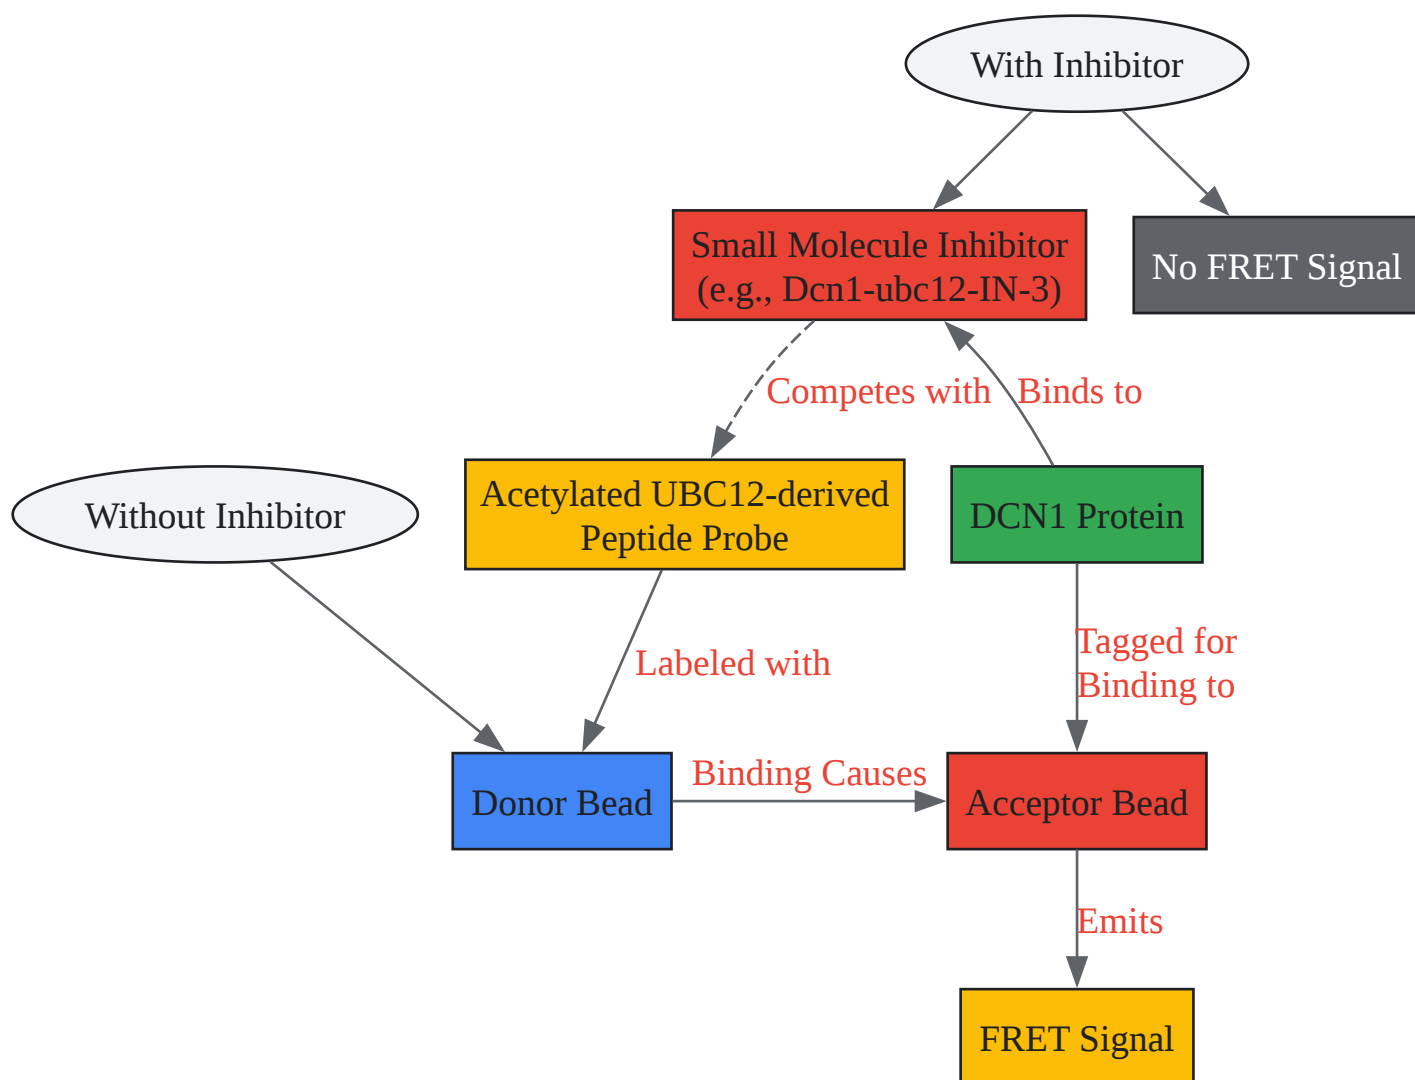 With Inhibitor
Small Molecule Inhibitor
(e.g., Dcn1-ubc12-IN-3)
No FRET Signal
Competes with
Binds to
Without Inhibitor
Acetylated UBC12-derived
Peptide Probe
DCN1 Protein
Labeled with
Tagged for
Binding to
Donor Bead
Binding Causes
Acceptor Bead
Emits
FRET Signal